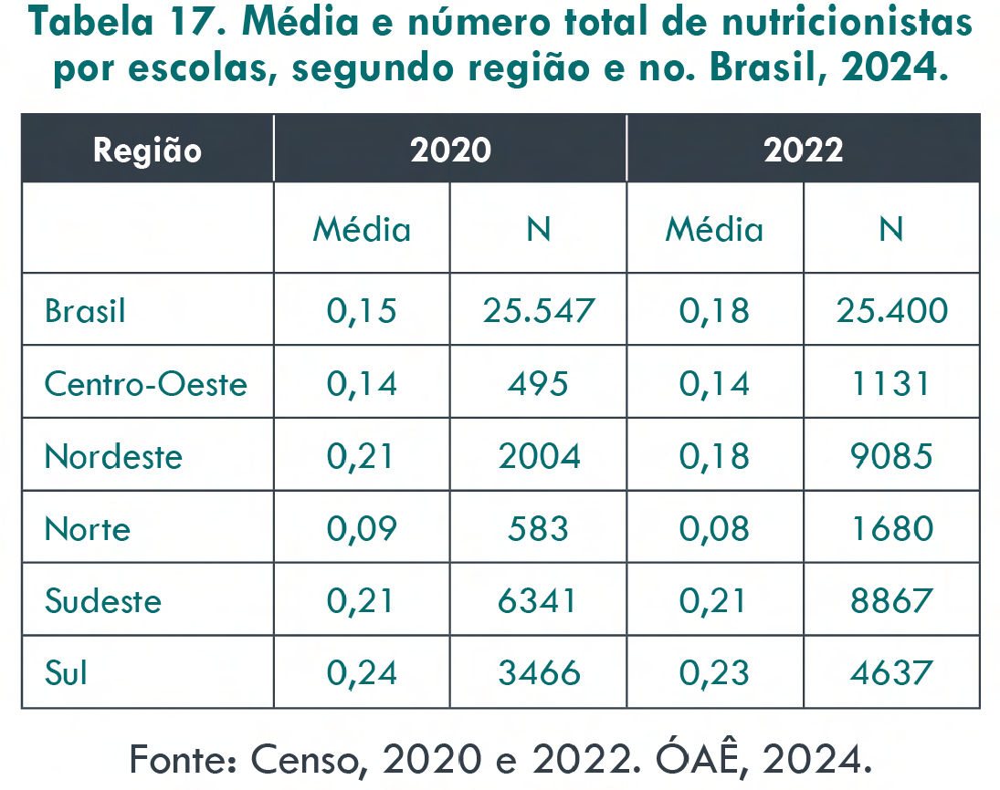 Tabela 17. Média e número total de nutricionistas
por escolas, segundo região e no. Brasil, 2024.
Região 2020 2022
Média N Média N
Brasil 0,15 25.547 0,18 25.400
Centro-Oeste 0,14 495 0,14 1131
Nordeste 0,21 2004 0,18 9085
Norte 0,09 583 0,08 1680
Sudeste 0,21 6341 0,21 8867
Sul 0,24 3466 0,23 4637
Fonte: Censo, 2020 e 2022. ÓAÊ, 2024.